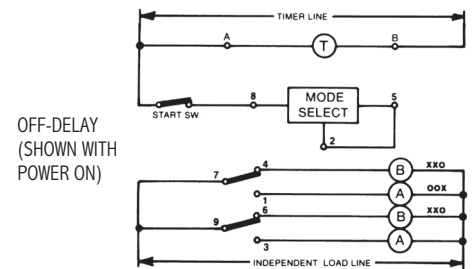 TIMER LINE
A T B
START SW. 8 MODE SELECT 5
2
OFF-DELAY
(SHOWN WITH
POWER ON)
7 4 B XXO
1 A OOX
9 6 B XXO
3 A
INDEPENDENT LOAD LINE